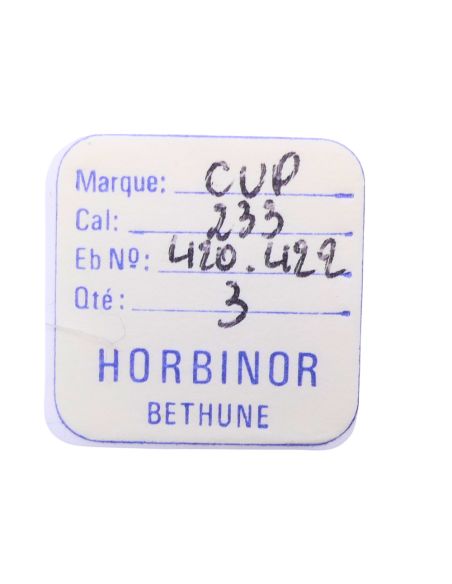 Marque: CUP
Cal: 233
Eb Nº: 420.422
Qté: 3
HORBINOR
BETHUNE